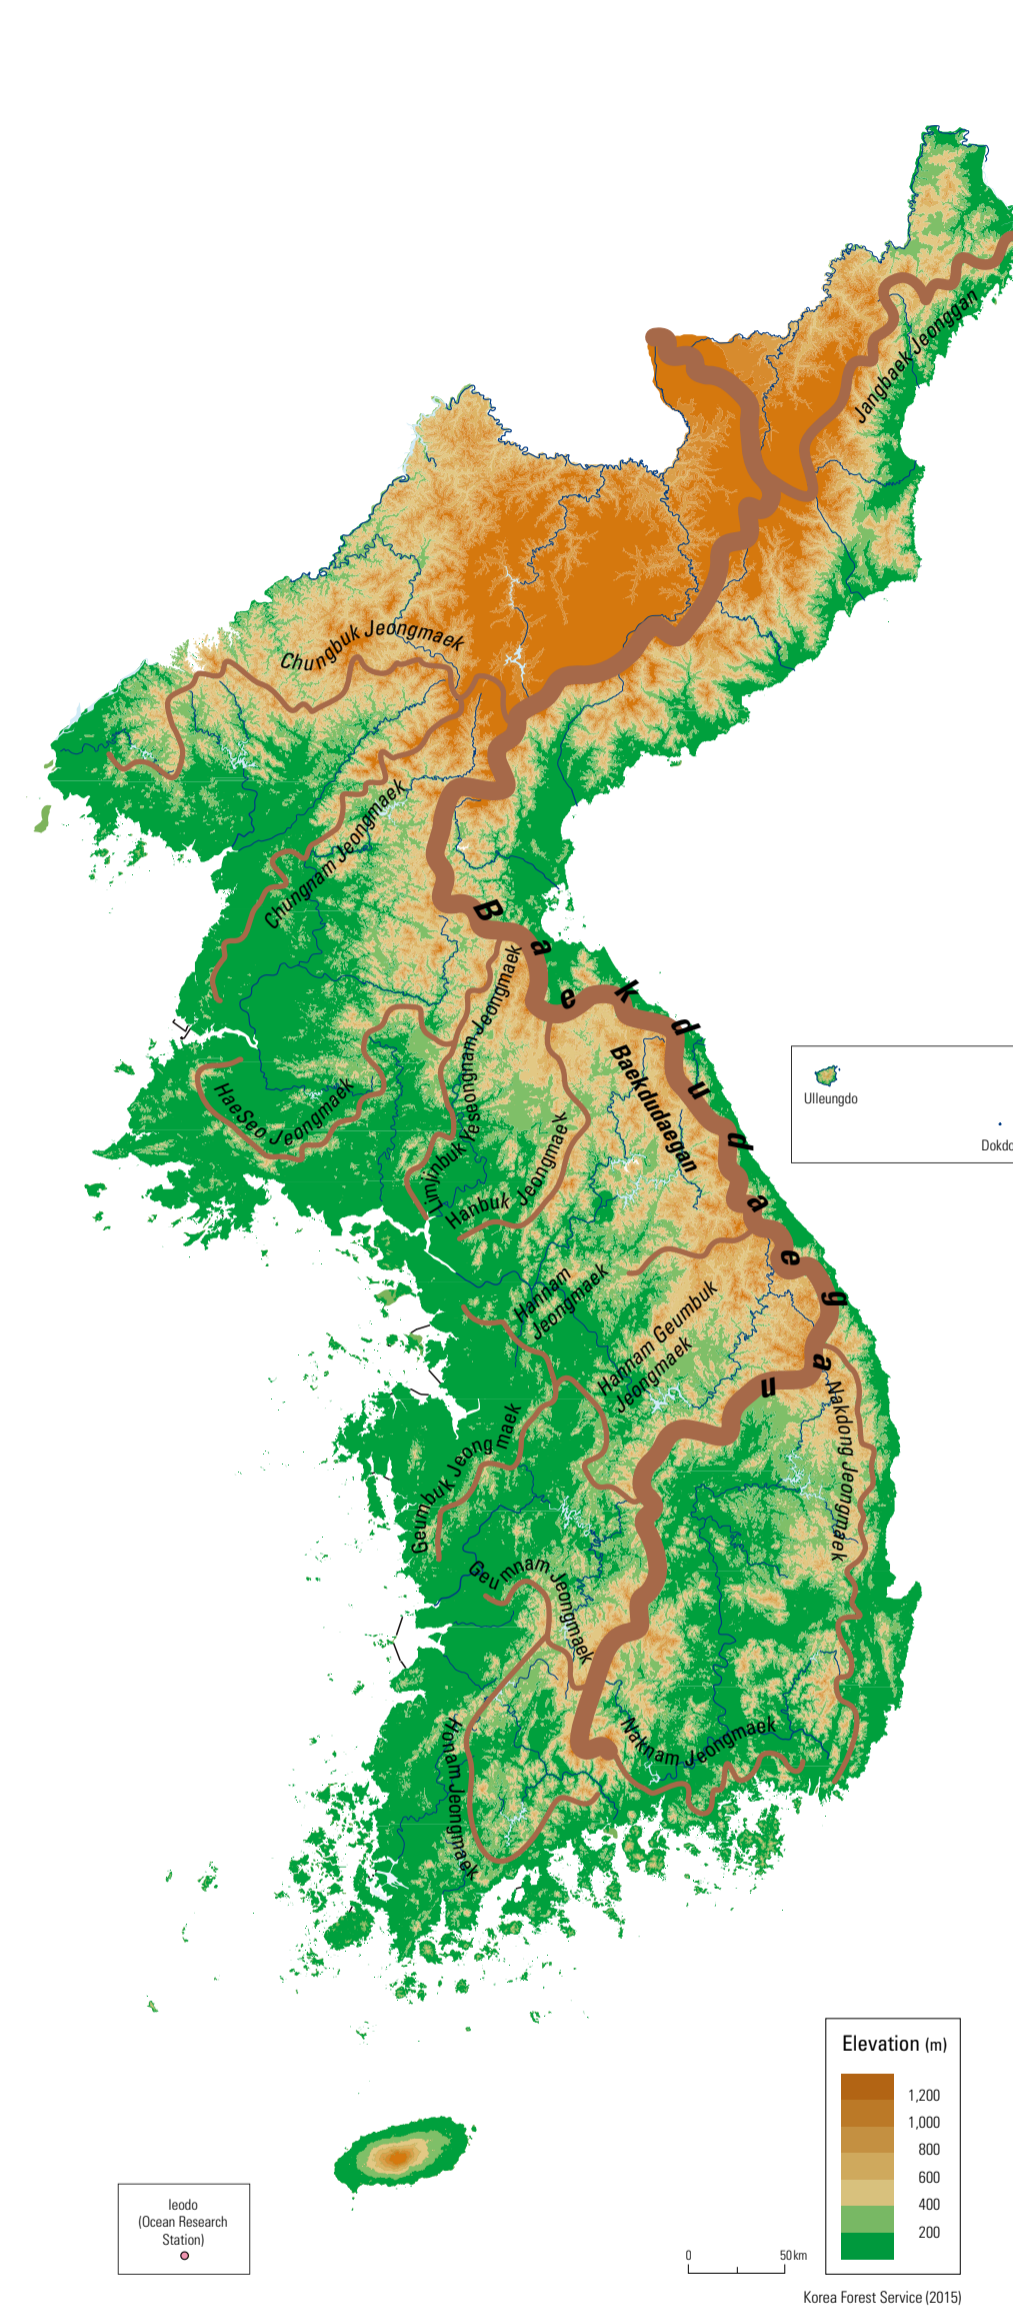 Jangbaek Jeonggan
Chungbuk Jeongmaek
Chungnam Jeongmaek
Baekdudaegan
Limjinbuk Yeseongnam Jeongmaek
Baekdudaegan
HaeSeo Jeongmaek
Hanbuk Jeongmaek
Ulleungdo
Dokdo
Hannam
Jeongmaek
Hannam Geumbuk
Jeongmaek
Nakdong Jeongmaek
Geumbuk Jeong maek
Geumnam Jeongmaek
Naknam Jeongmaek
Honam Jeongmaek
Elevation (m)
1,200
1,000
800
600
400
200
Ieodo
(Ocean Research
Station)
0 50 km
Korea Forest Service (2015)